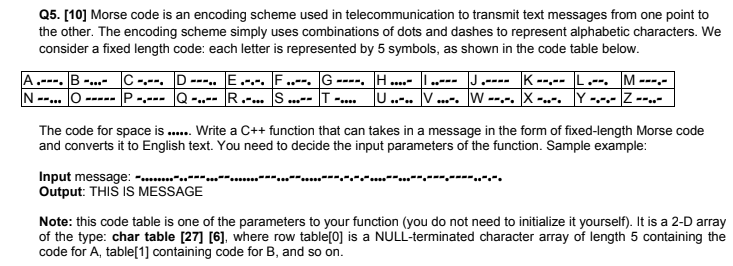 Q5. [10] Morse code is an encoding scheme used in telecommunication to transmit text messages from one point to
the other. The encoding scheme simply uses combinations of dots and dashes to represent alphabetic characters. We
consider a fixed length code: each letter is represented by 5 symbols, as shown in the code table below.
A .---. B -...- C -.--. D ---.. E .-.-. F ..--. G ----. H ....- I ..--- J .---- K --.-- L .--. M ---.-
N --... O ----- P -.--- Q -..-- R .-... S ...-- T -.... U ..-.. V ...-. W --.-. X -..-. Y -.-.- Z --..-
The code for space is ..... Write a C++ function that can takes in a message in the form of fixed-length Morse code
and converts it to English text. You need to decide the input parameters of the function. Sample example:
Input message: -........-..---...--.......---...--.....---.-.-.-....--...--.---.----..-.-.
Output: THIS IS MESSAGE
Note: this code table is one of the parameters to your function (you do not need to initialize it yourself). It is a 2-D array
of the type: char table [27] [6], where row table[0] is a NULL-terminated character array of length 5 containing the
code for A, table[1] containing code for B, and so on.